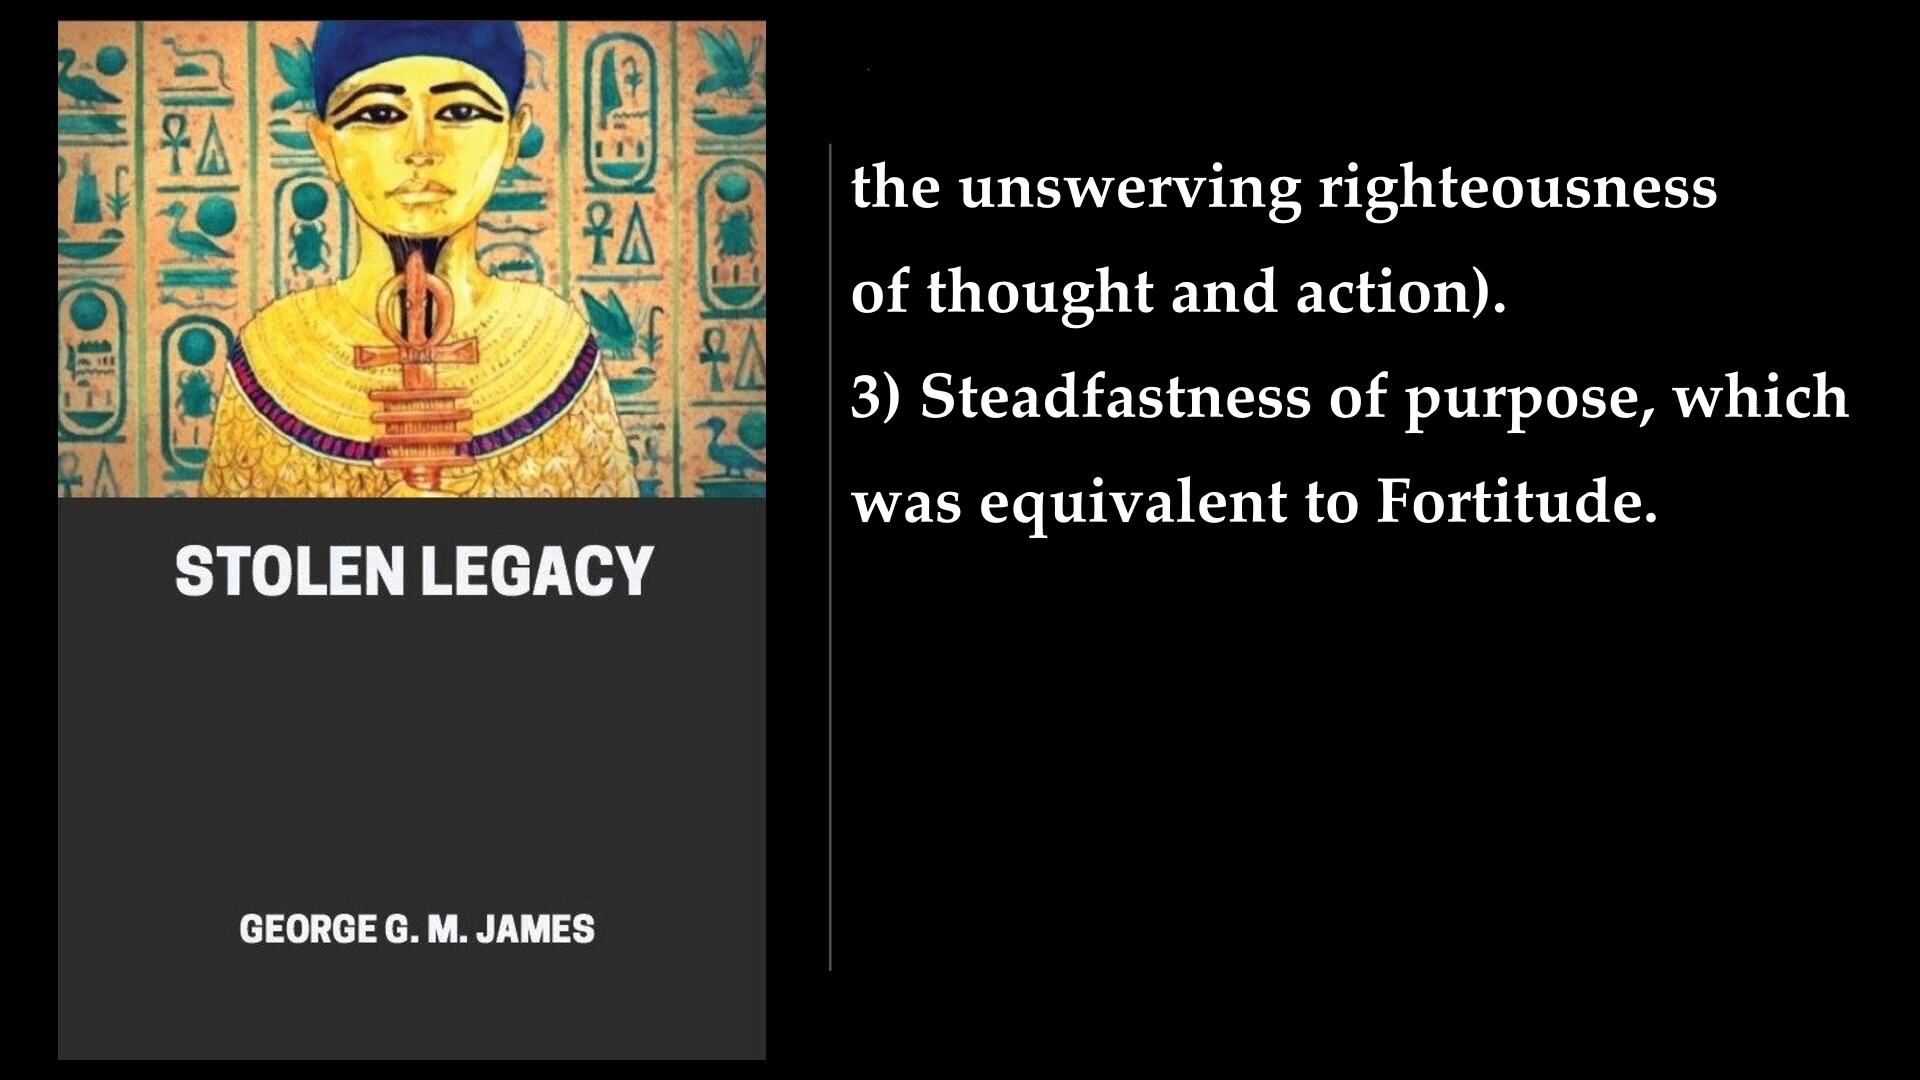 STOLEN LEGACY
GEORGE G. M. JAMES
the unswerving righteousness
of thought and action).
3) Steadfastness of purpose, which
was equivalent to Fortitude.